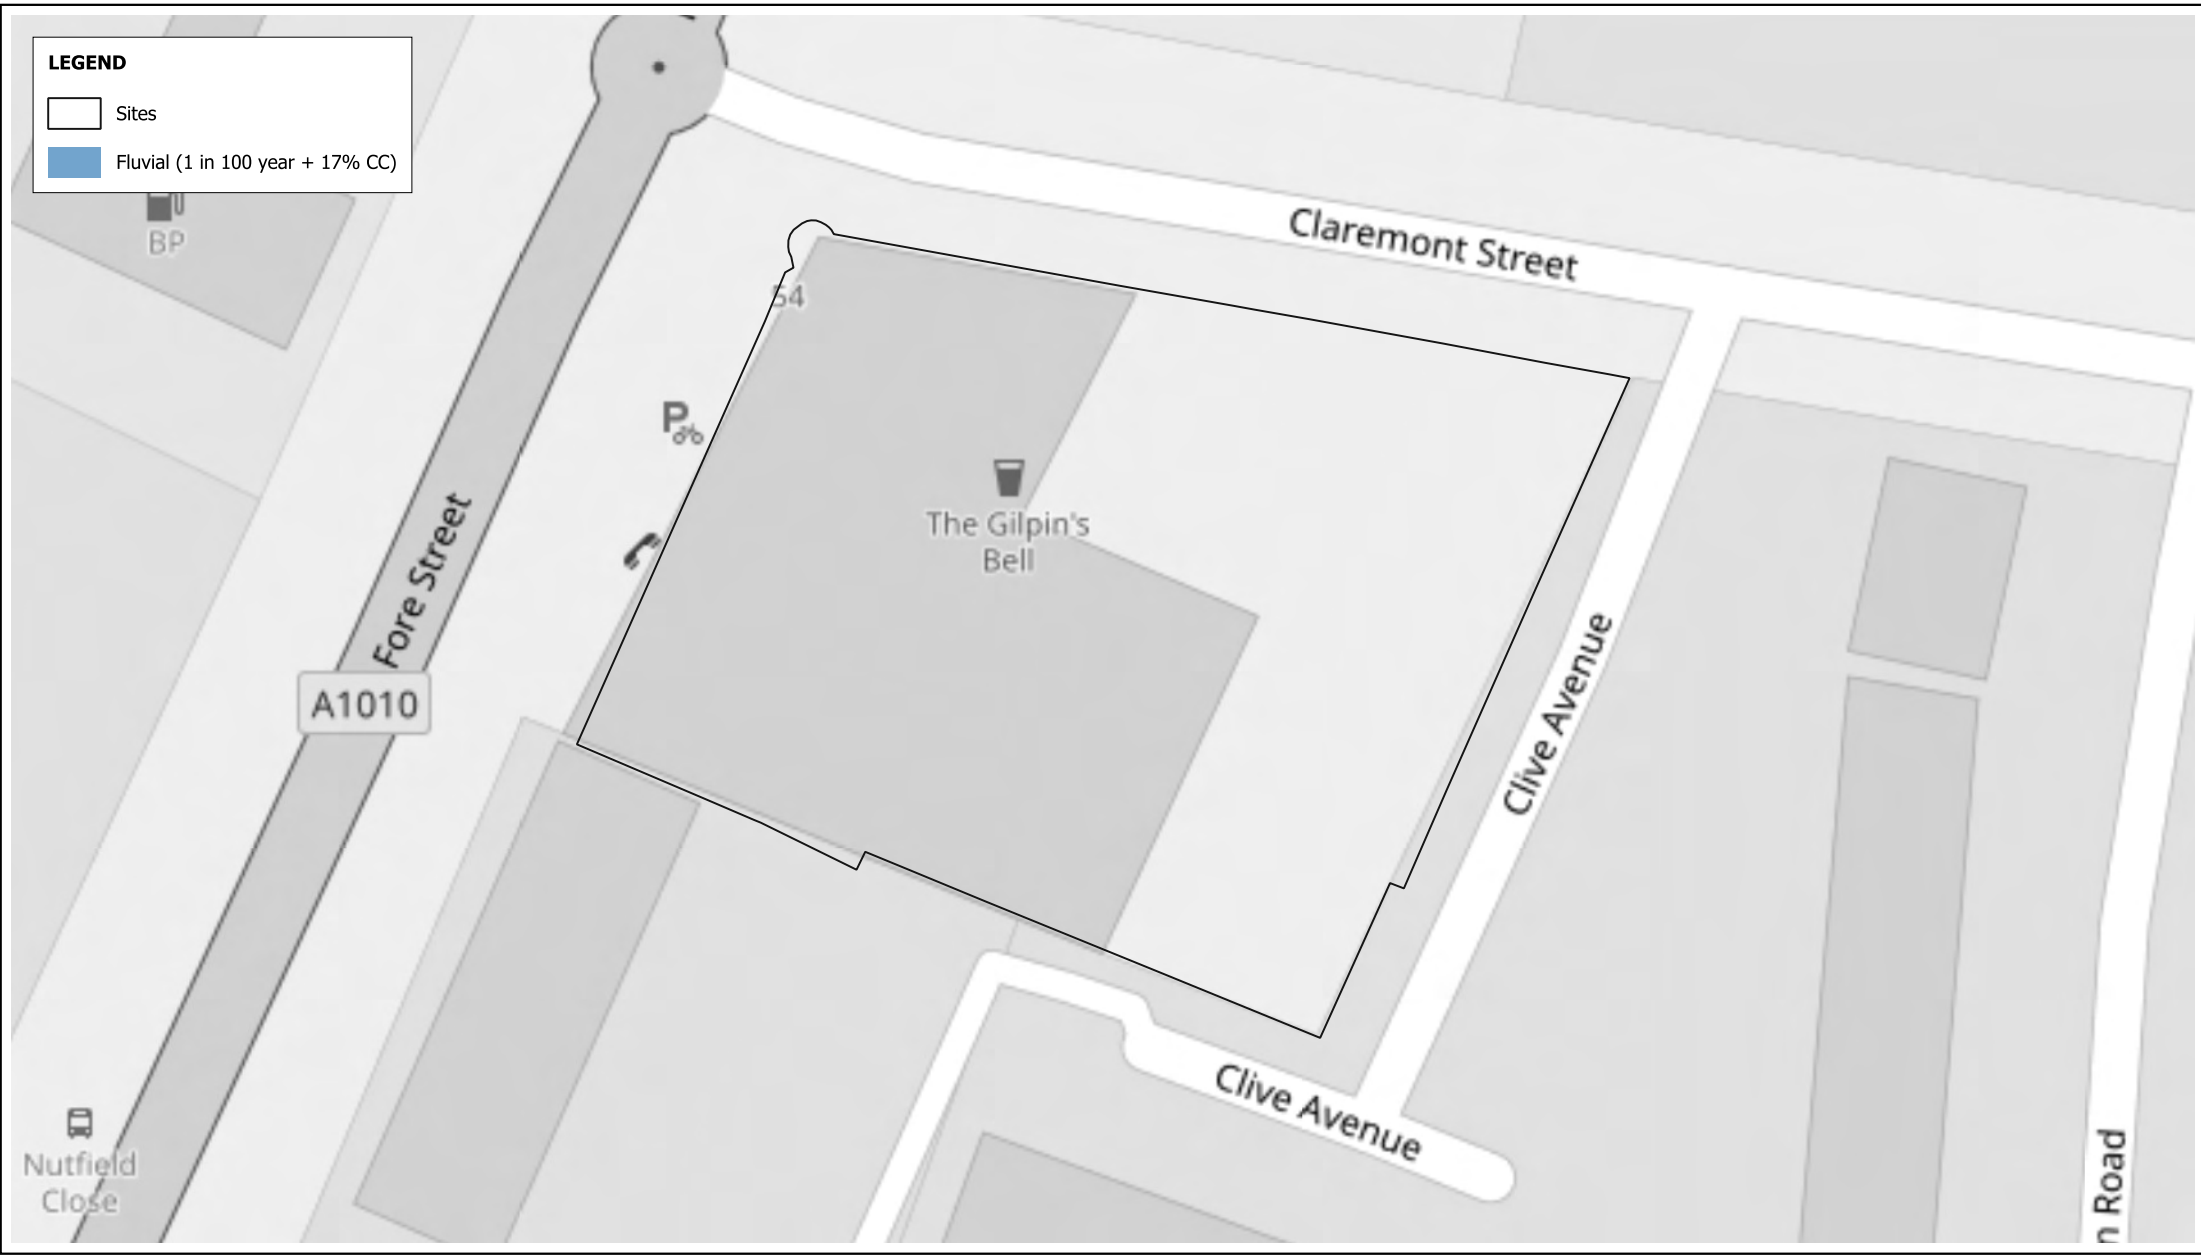 LEGEND
Sites
Fluvial (1 in 100 year + 17% CC)
BP
Claremont Street
54
P
The Gilpin's
Bell
Fore Street
A1010
Clive Avenue
Clive Avenue
Nutfield
Close
Road